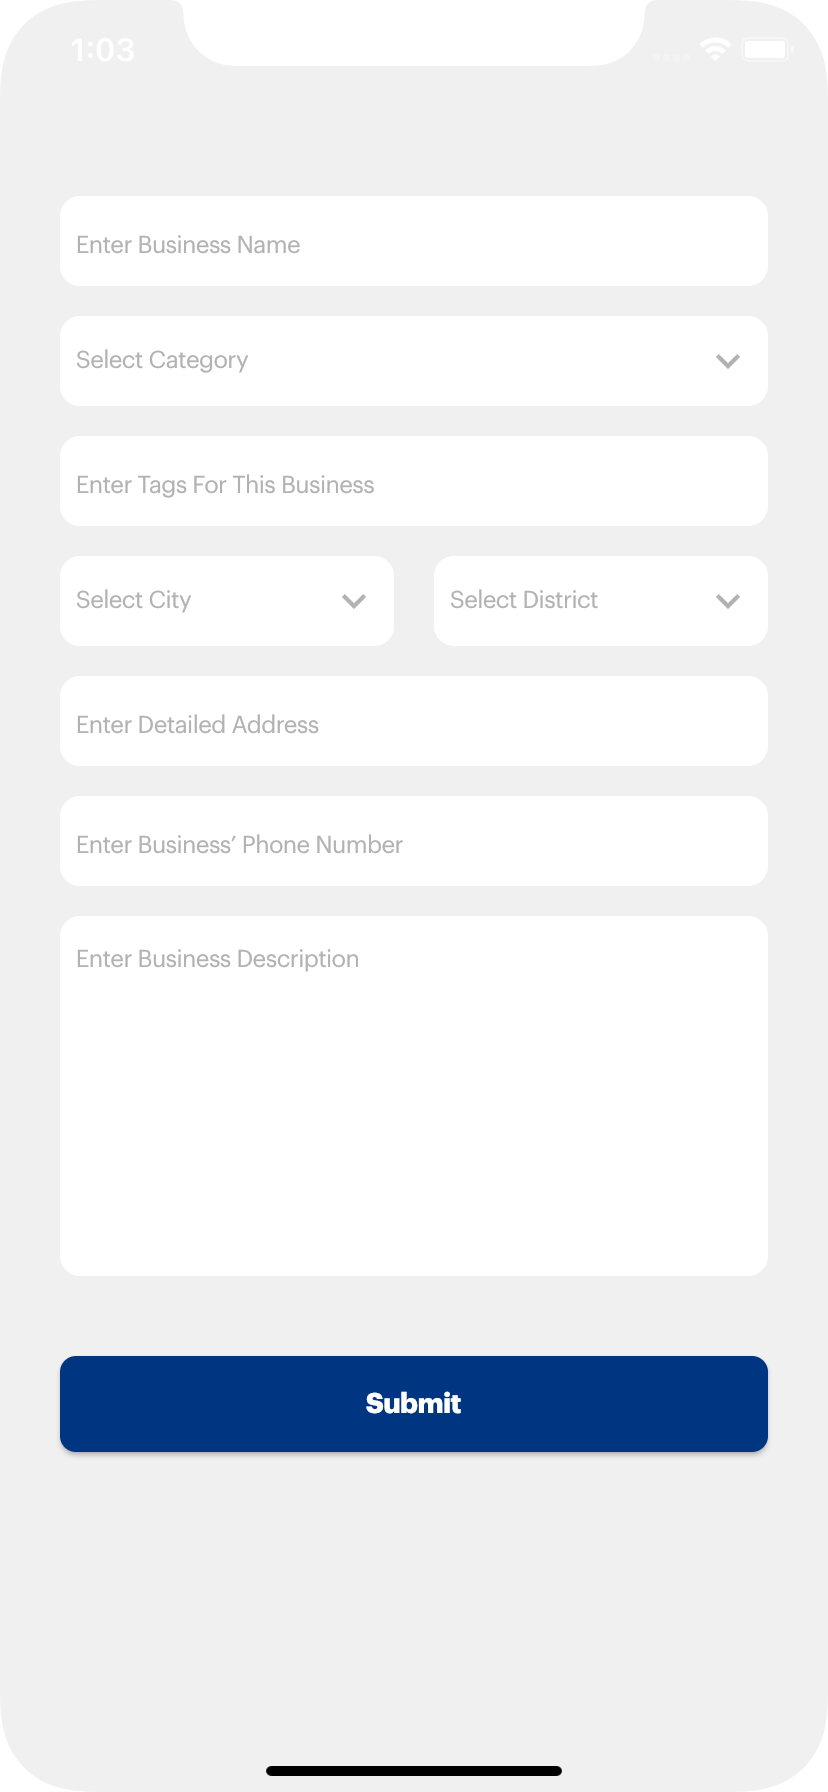 1:03
Enter Business Name
Select Category
Enter Tags For This Business
Select City
Select District
Enter Detailed Address
Enter Business’ Phone Number
Enter Business Description
Submit